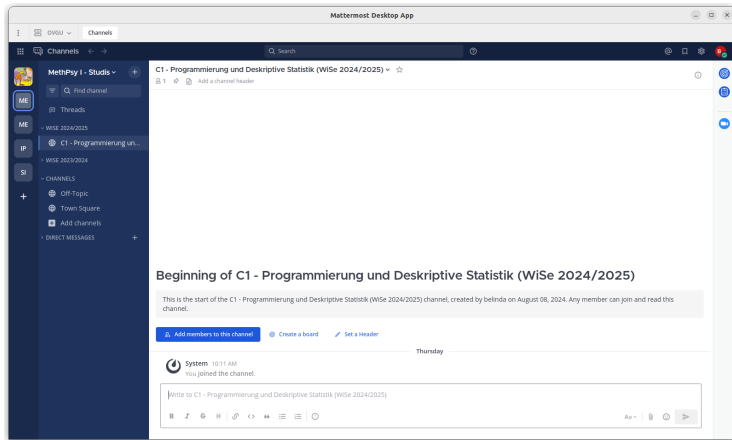 Mattermost Desktop App
OVGU
Channels
Channels
Search
MethPsy I - Studis
C1 - Programmierung und Deskriptive Statistik (WiSe 2024/2025)
1
Add a channel header
Find channel
Threads
WISE 2024/2025
C1 - Programmierung un...
WISE 2023/2024
CHANNELS
Off-Topic
Town Square
Add channels
DIRECT MESSAGES
ME
ME
IP
SI
Beginning of C1 - Programmierung und Deskriptive Statistik (WiSe 2024/2025)
This is the start of the C1 - Programmierung und Deskriptive Statistik (WiSe 2024/2025) channel, created by belinda on August 08, 2024. Any member can join and read this
channel.
Add members to this channel
Create a board
Set a Header
Thursday
System 10:11 AM
You joined the channel.
Write to C1 - Programmierung und Deskriptive Statistik (WiSe 2024/2025)
B I S H
Aa